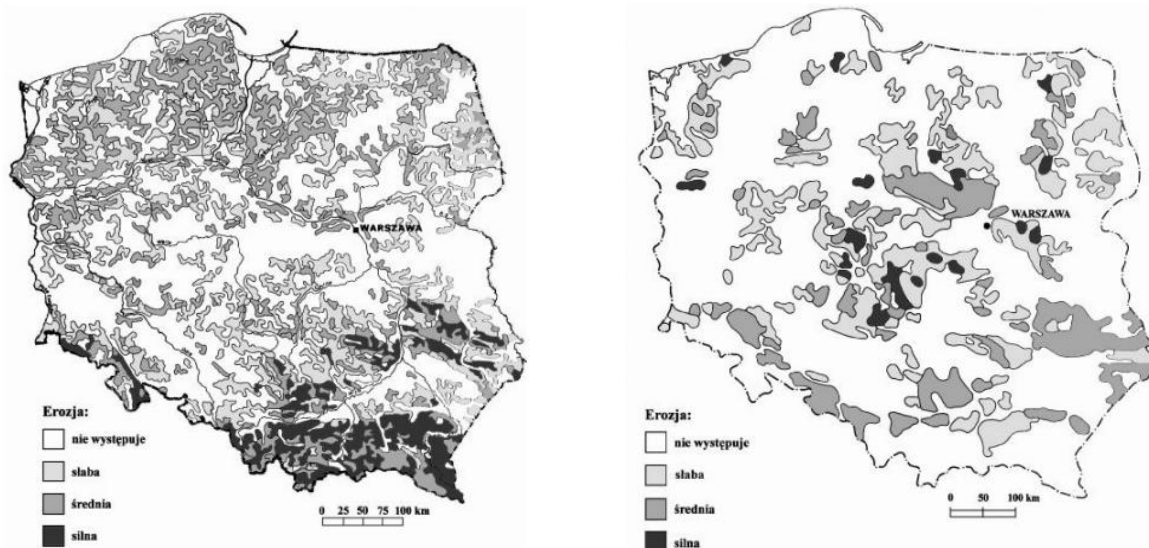 WARSZAWA
Erozja:
nie występuje
słaba
średnia
silna
0 25 50 75 100 km
WARSZAWA
Erozja:
nie występuje
słaba
średnia
silna
0 50 100 km